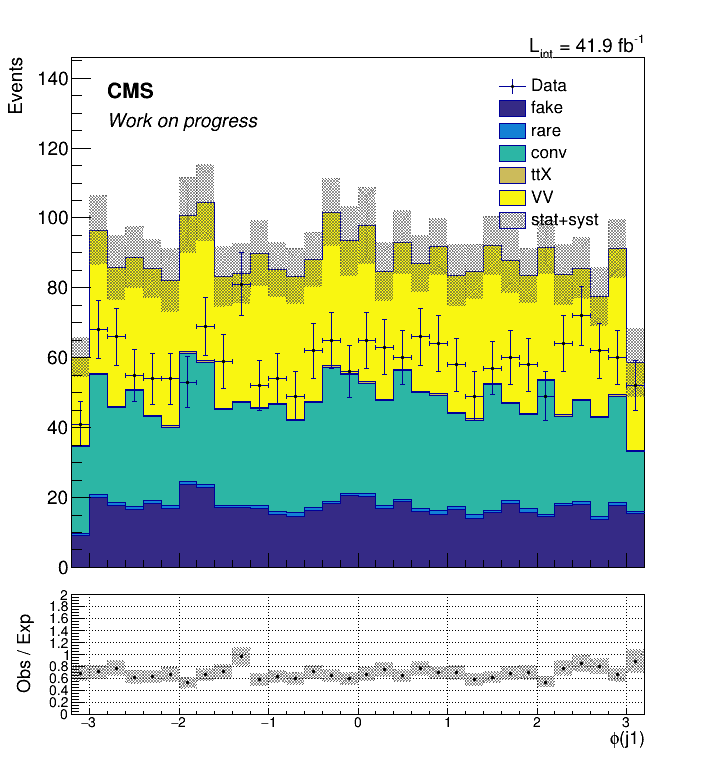 L_int = 41.9 fb^-1
Events
CMS
Work on progress
Data
fake
rare
conv
ttX
VV
stat+syst
140
120
100
80
60
40
20
0
Obs / Exp
2
1.8
1.6
1.4
1.2
1
0.8
0.6
0.4
0.2
0
−3 −2 −1 0 1 2 3
ϕ(j1)